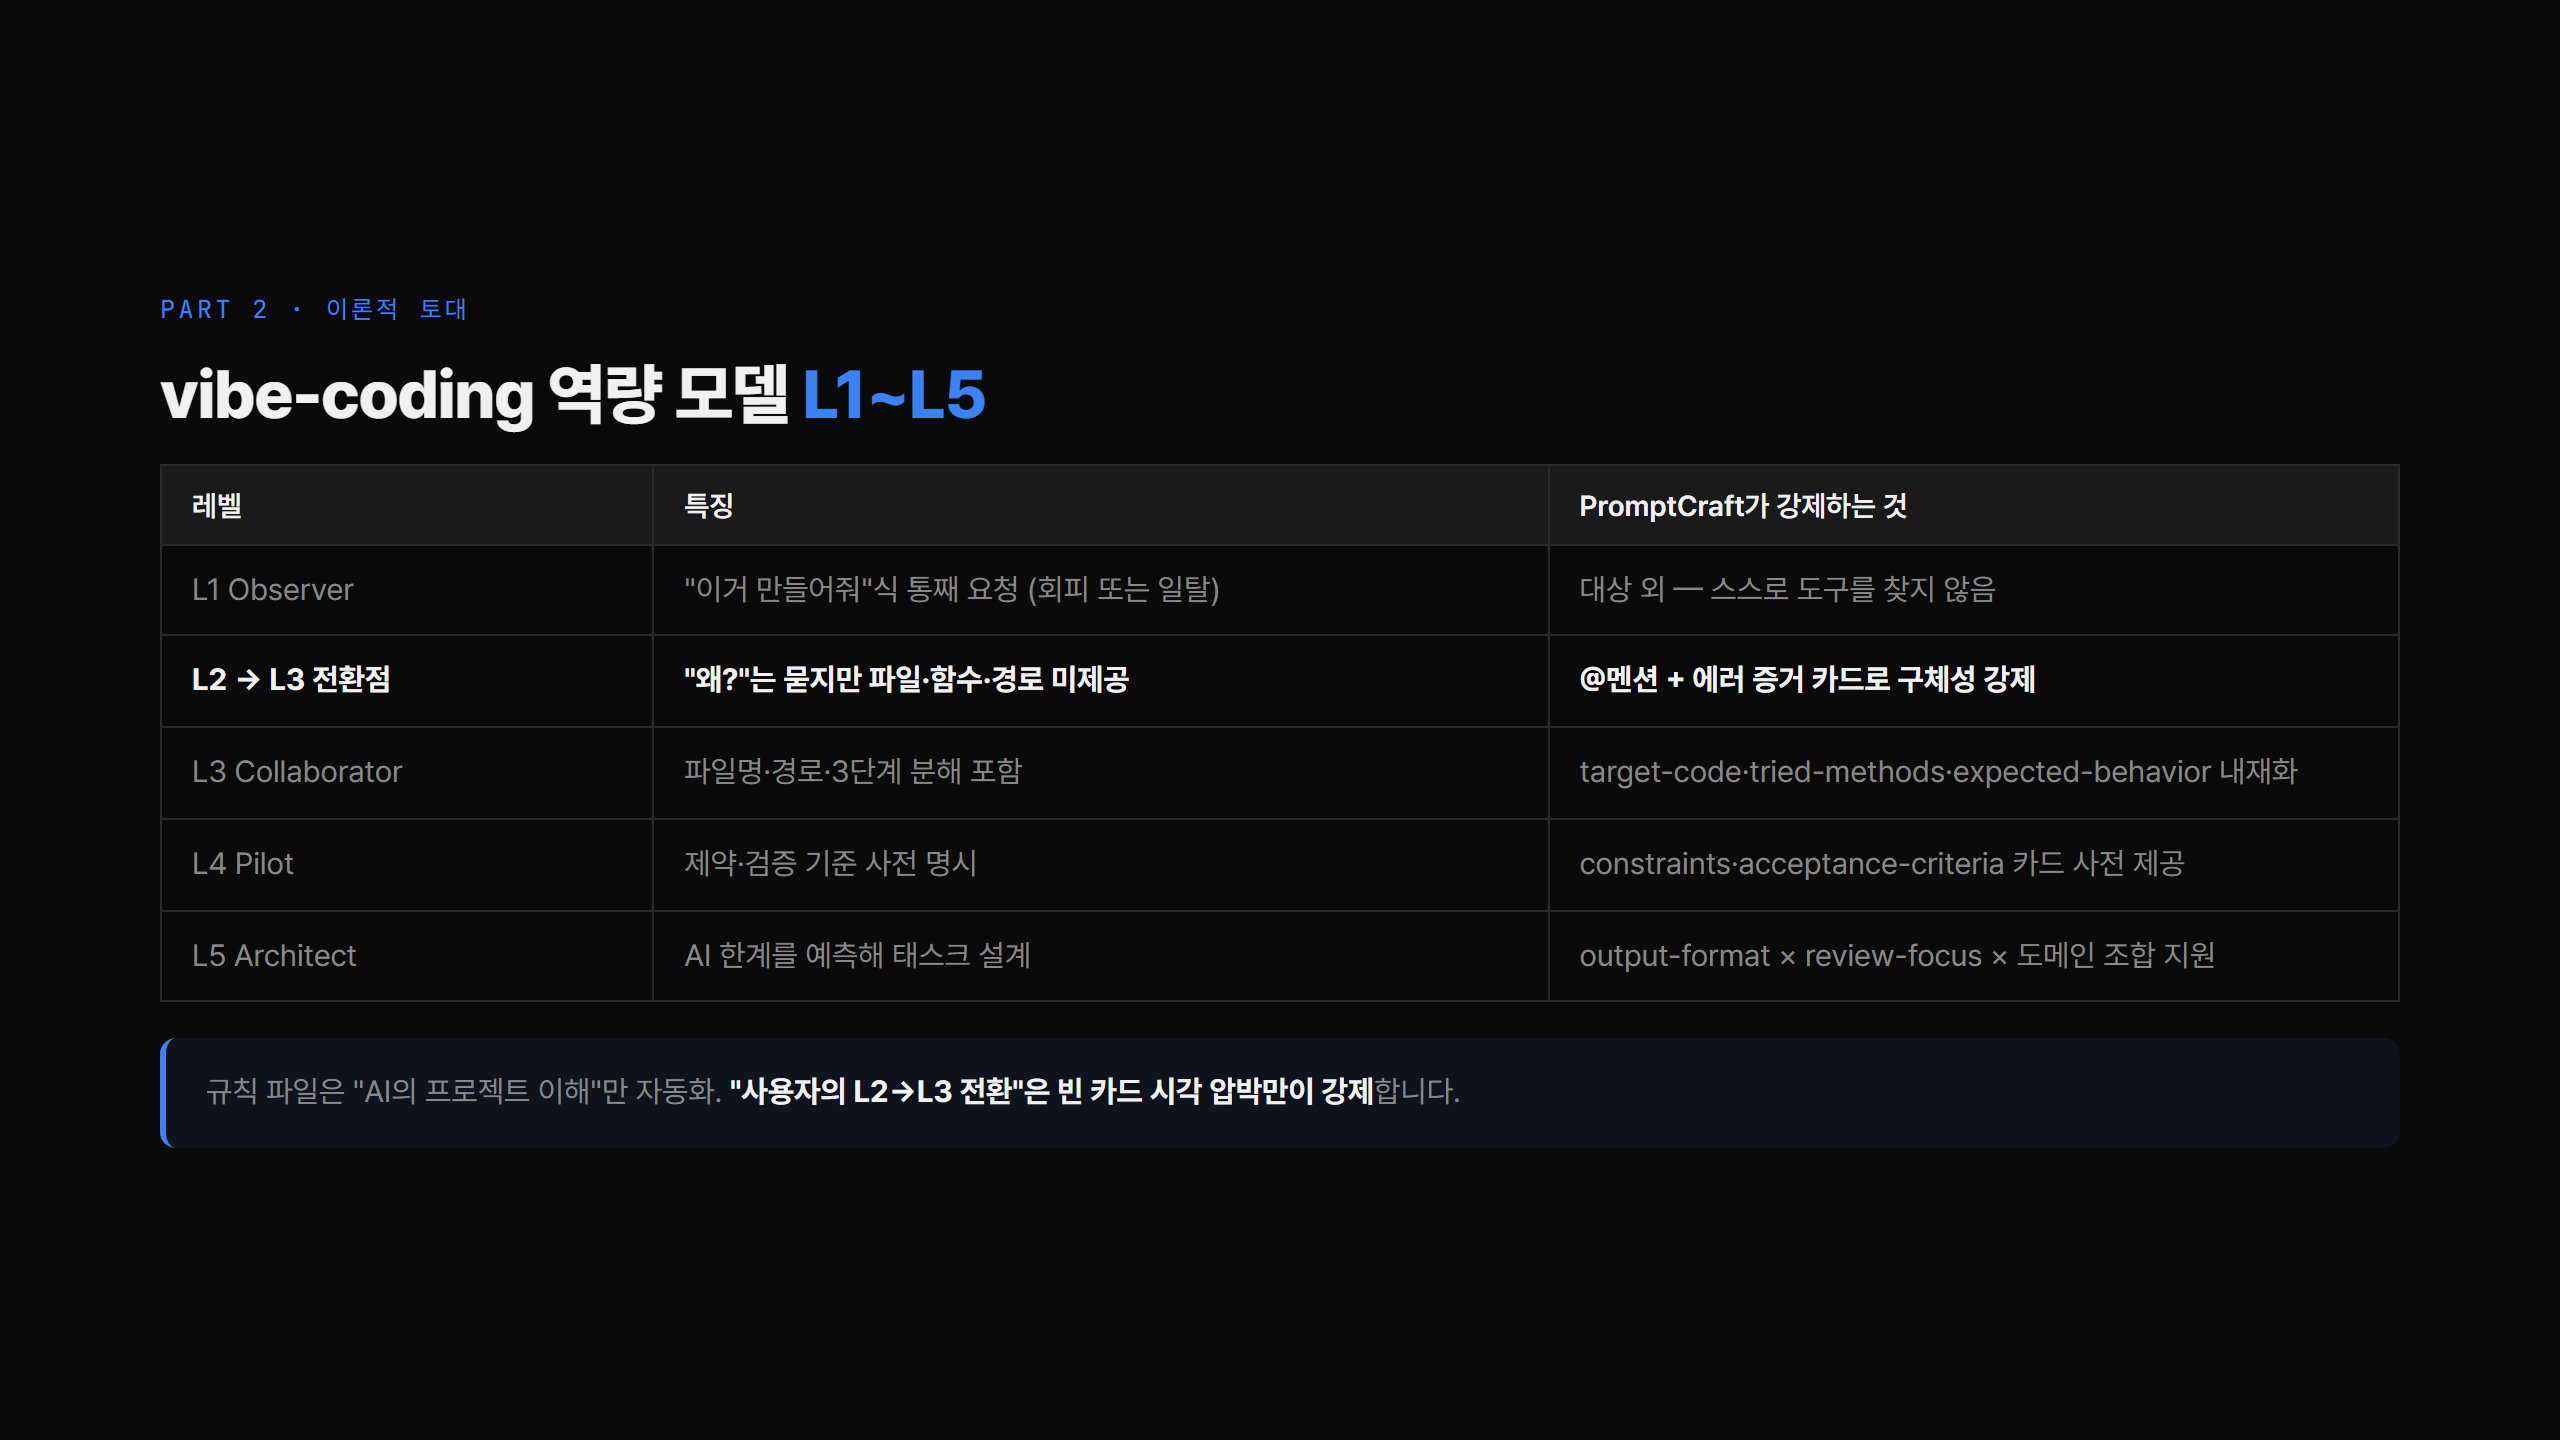 PART 2 · 이론적 토대
vibe-coding 역량 모델 L1~L5
레벨 특징 PromptCraft가 강제하는 것
L1 Observer "이거 만들어줘"식 통째 요청 (회피 또는 일탈) 대상 외 — 스스로 도구를 찾지 않음
L2 → L3 전환점 "왜?"는 묻지만 파일·함수·경로 미제공 @멘션 + 에러 증거 카드로 구체성 강제
L3 Collaborator 파일명·경로·3단계 분해 포함 target-code·tried-methods·expected-behavior 내재화
L4 Pilot 제약·검증 기준 사전 명시 constraints·acceptance-criteria 카드 사전 제공
L5 Architect AI 한계를 예측해 태스크 설계 output-format × review-focus × 도메인 조합 지원
규칙 파일은 "AI의 프로젝트 이해"만 자동화. "사용자의 L2→L3 전환"은 빈 카드 시각 압박만이 강제합니다.